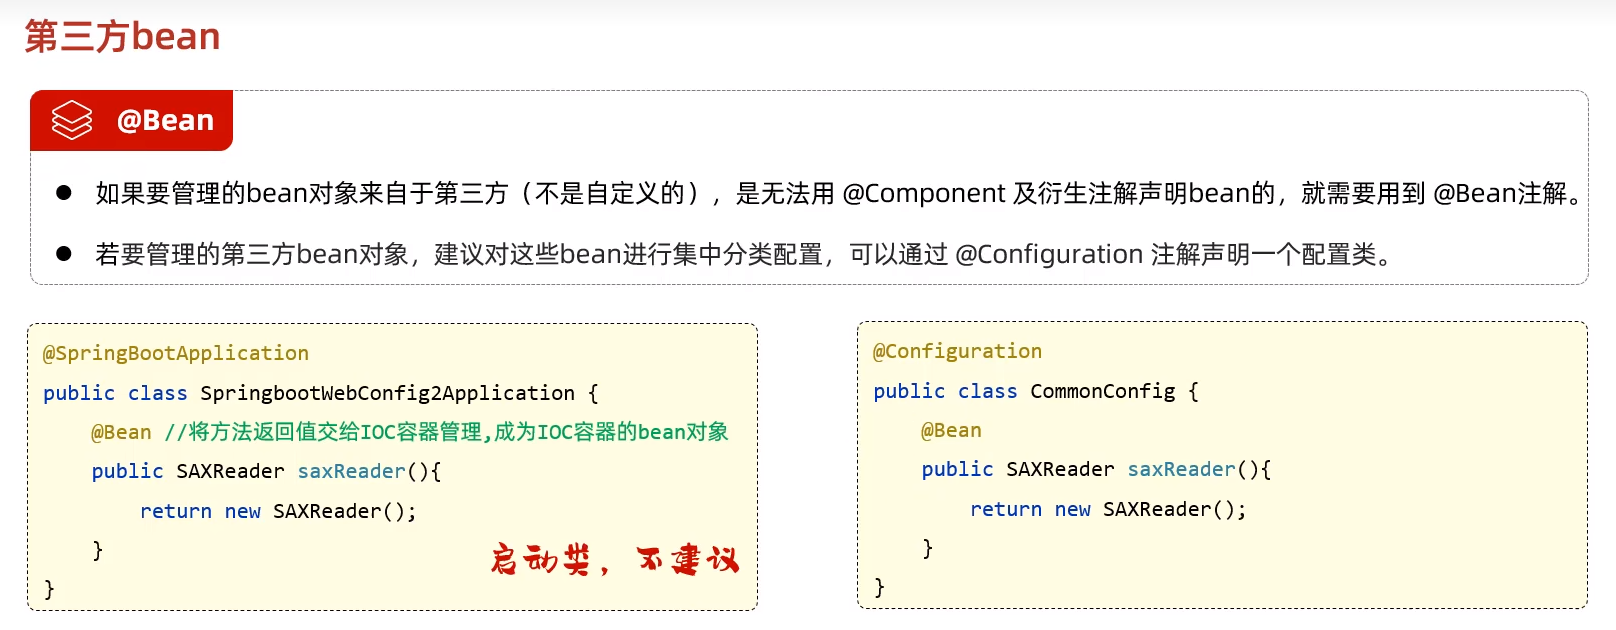 第三方bean
@Bean
● 如果要管理的bean对象来自于第三方（不是自定义的），是无法用 @Component 及衍生注解声明bean的，就需要用到 @Bean注解。
● 若要管理的第三方bean对象，建议对这些bean进行集中分类配置，可以通过 @Configuration 注解声明一个配置类。
@SpringBootApplication
public class SpringbootWebConfig2Application {
@Bean //将方法返回值交给IOC容器管理,成为IOC容器的bean对象
public SAXReader saxReader(){
return new SAXReader();
}
启动类，不建议
}
@Configuration
public class CommonConfig {
@Bean
public SAXReader saxReader(){
return new SAXReader();
}
}